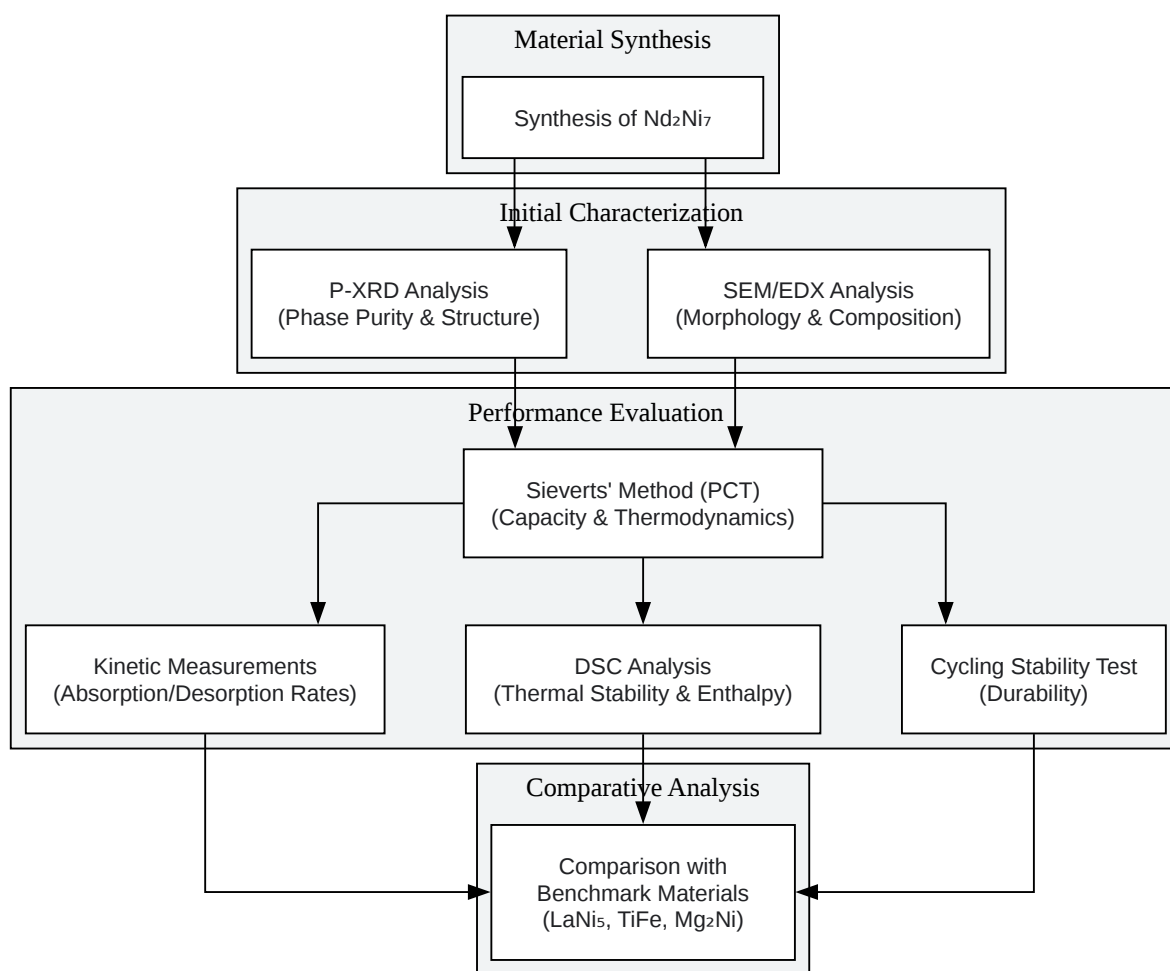 Material Synthesis
Synthesis of Nd₂Ni₇
Initial Characterization
P-XRD Analysis
(Phase Purity & Structure)
SEM/EDX Analysis
(Morphology & Composition)
Performance Evaluation
Sieverts' Method (PCT)
(Capacity & Thermodynamics)
Kinetic Measurements
(Absorption/Desorption Rates)
DSC Analysis
(Thermal Stability & Enthalpy)
Cycling Stability Test
(Durability)
Comparative Analysis
Comparison with
Benchmark Materials
(LaNi₅, TiFe, Mg₂Ni)